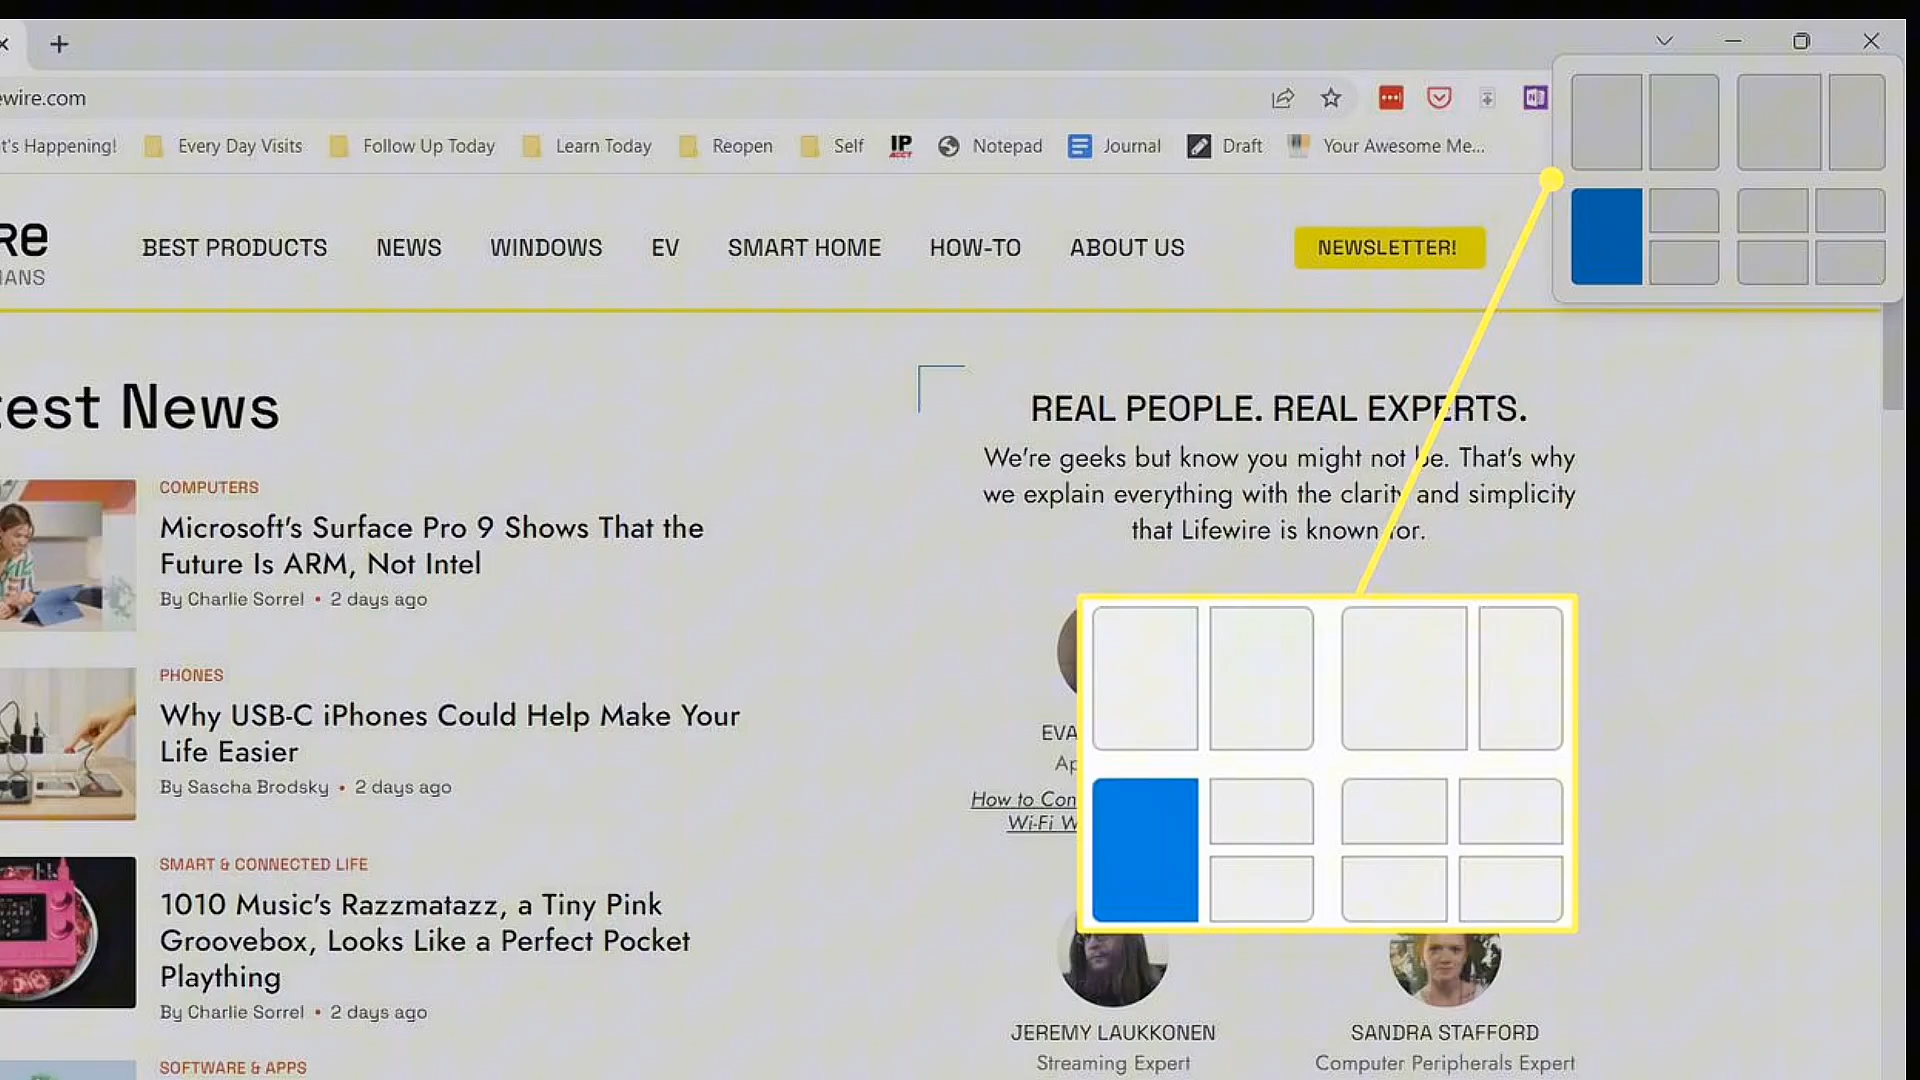 ewire.com
t's Happening!
Every Day Visits
Follow Up Today
Learn Today
Reopen
Self
IP
ACCT
Notepad
Journal
Draft
Your Awesome Me...
Re
MANS
BEST PRODUCTS
NEWS
WINDOWS
EV
SMART HOME
HOW-TO
ABOUT US
NEWSLETTER!
test News
COMPUTERS
Microsoft's Surface Pro 9 Shows That the
Future Is ARM, Not Intel
By Charlie Sorrel • 2 days ago
PHONES
Why USB-C iPhones Could Help Make Your
Life Easier
By Sascha Brodsky • 2 days ago
SMART & CONNECTED LIFE
1010 Music's Razzmatazz, a Tiny Pink
Groovebox, Looks Like a Perfect Pocket
Plaything
By Charlie Sorrel • 2 days ago
SOFTWARE & APPS
REAL PEOPLE. REAL EXPERTS.
We're geeks but know you might not be. That's why
we explain everything with the clarity and simplicity
that Lifewire is known for.
EVA
Ap
How to Con
Wi-Fi W
JEREMY LAUKKONEN
Streaming Expert
SANDRA STAFFORD
Computer Peripherals Expert